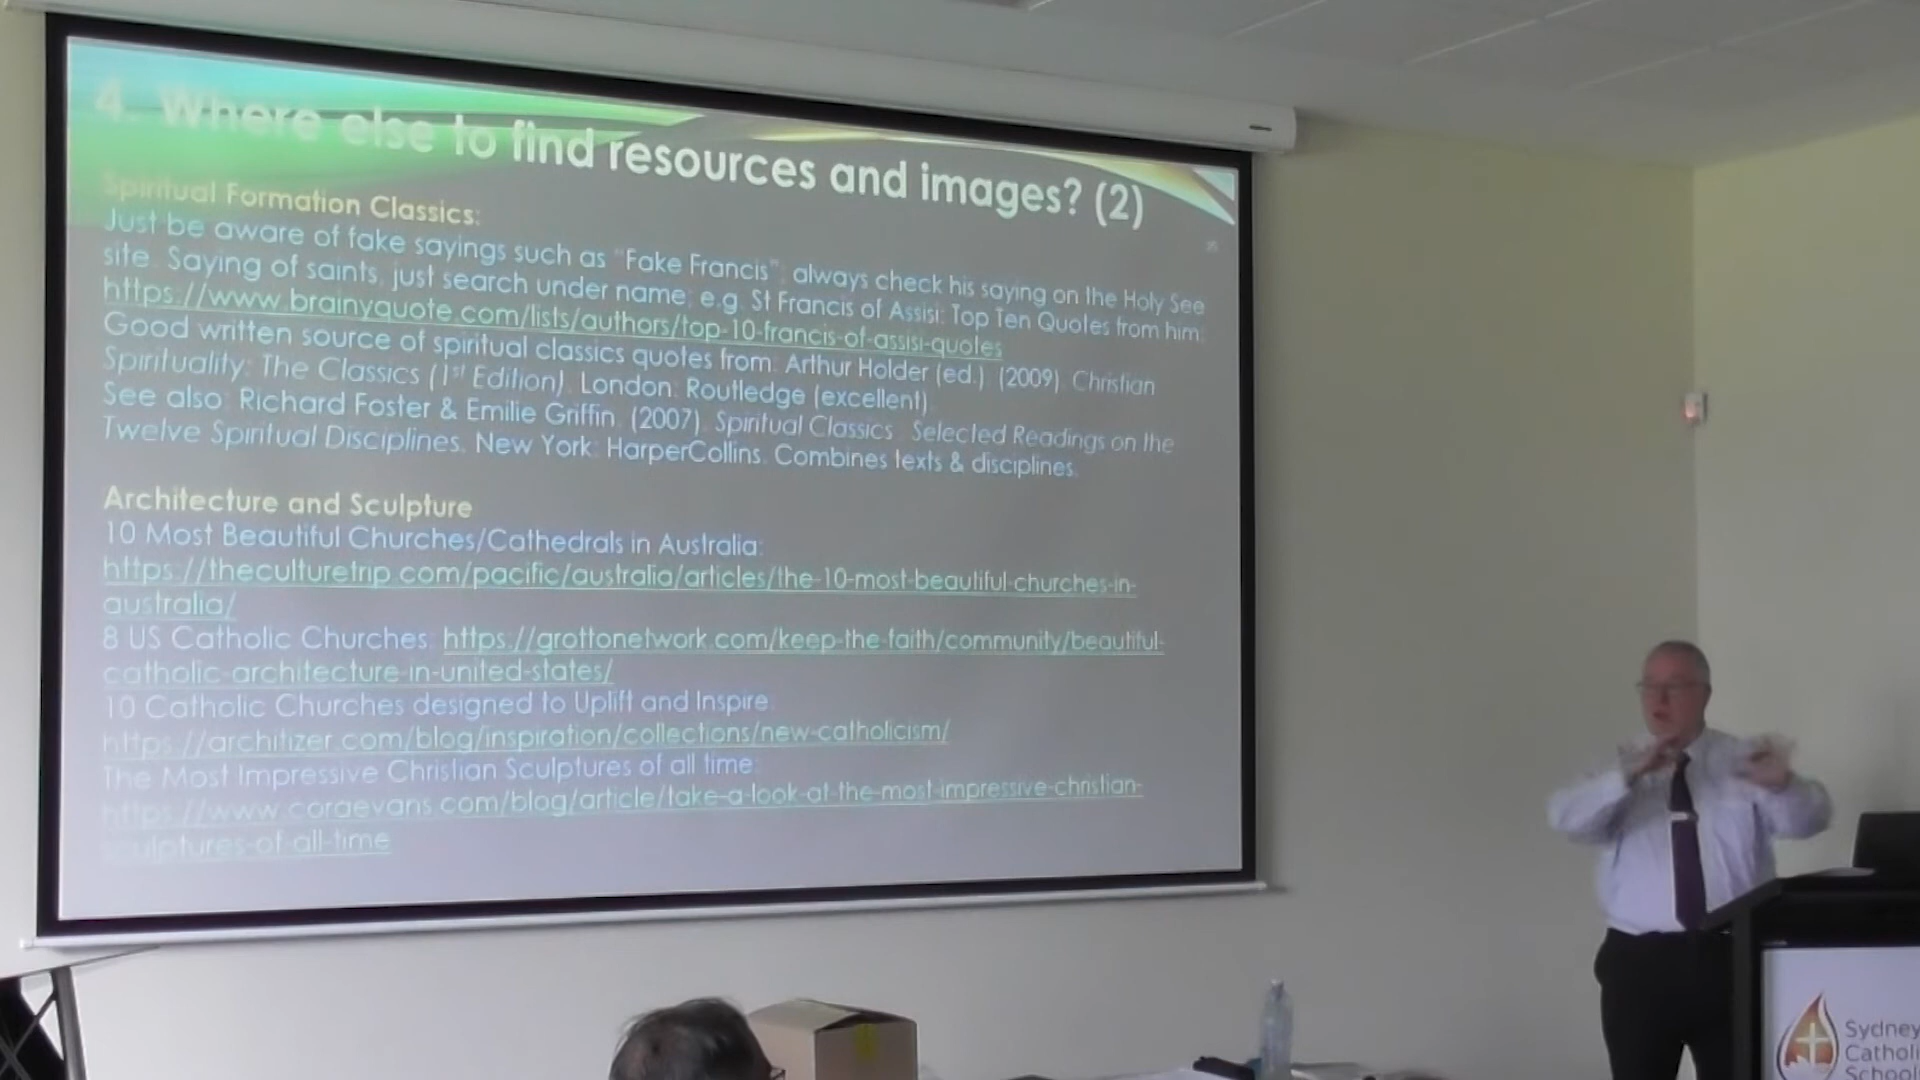 4. Where else to find resources and images? (2)
Spiritual Formation Classics:
Just be aware of fake sayings such as "Fake Francis"; always check his saying on the Holy See
site. Saying of saints, just search under name; e.g. St Francis of Assisi: Top Ten Quotes from him:
https://www.brainyquote.com/lists/authors/top-10-francis-of-assisi-quotes
Good written source of spiritual classics quotes from: Arthur Holder (ed.) (2009). Christian
Spirituality: The Classics (1st Edition). London: Routledge (excellent).
See also: Richard Foster & Emilie Griffin. (2007). Spiritual Classics: Selected Readings on the
Twelve Spiritual Disciplines. New York: HarperCollins. Combines texts & disciplines.
Architecture and Sculpture
10 Most Beautiful Churches/Cathedrals in Australia:
https://theculturetrip.com/pacific/australia/articles/the-10-most-beautiful-churches-in-
australia/
8 US Catholic Churches: https://grottonetwork.com/keep-the-faith/community/beautiful-
catholic-architecture-in-united-states/
10 Catholic Churches designed to Uplift and Inspire:
https://architizer.com/blog/inspiration/collections/new-catholicism/
The Most Impressive Christian Sculptures of all time:
https://www.coraevans.com/blog/article/take-a-look-at-the-most-impressive-christian-
sculptures-of-all-time
Sydney
Catholi
School